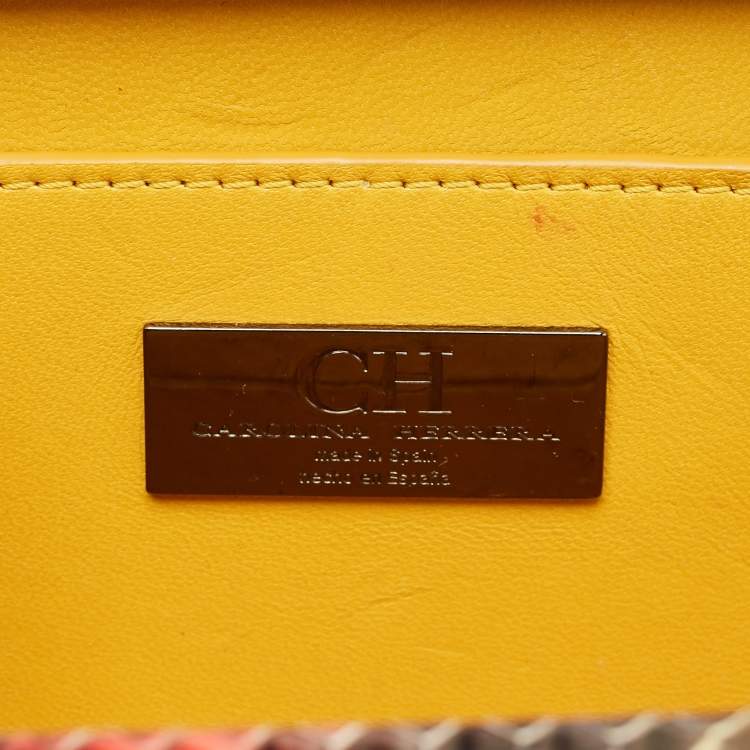 CH
CAROLINA HERRERA
made in Spain
hecho en España